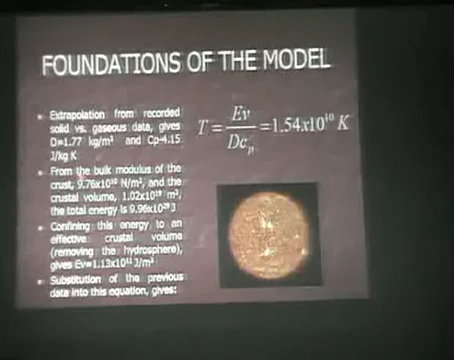 FOUNDATIONS OF THE MODEL
Extrapolation from recorded
solid vs. gaseous data, gives
D=1.77 kg/m³ and Cp=4.15
J/kg K
From the bulk modulus of the
crust, 9.76x10¹⁰ N/m², and the
crustal volume, 1.02x10¹⁹ m³,
the total energy is 9.96x10²⁹ J
Confining this energy to an
effective crustal volume
(removing the hydrosphere),
gives Ev=1.13x10¹¹ J/m³
Substitution of the previous
data into this equation, gives:
T = Ev / Dcₚ = 1.54x10¹⁰ K